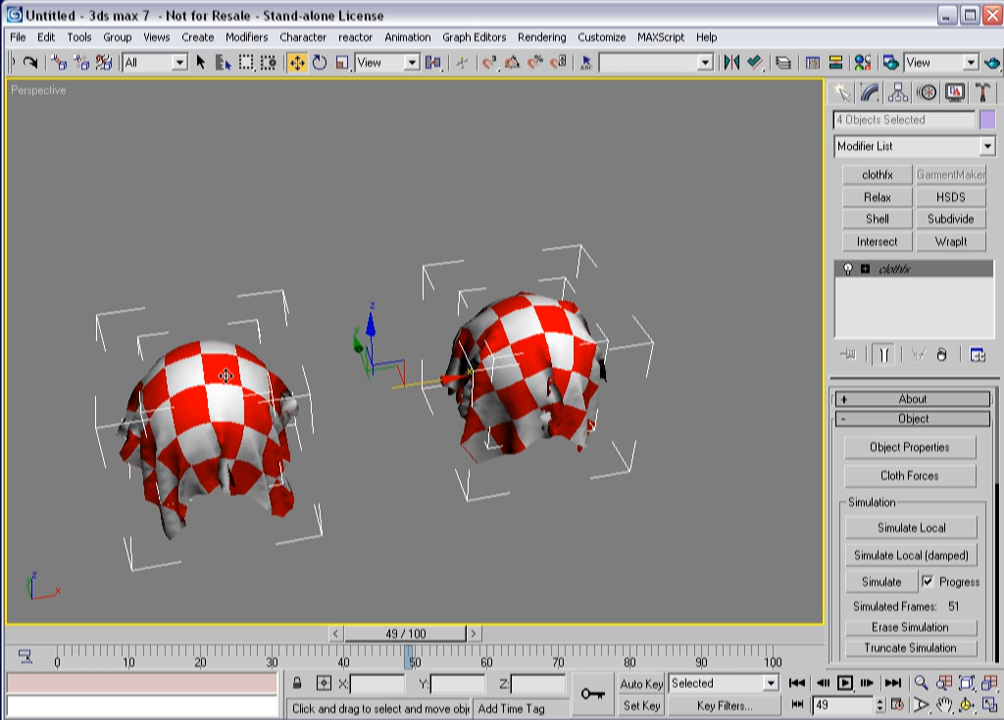 Untitled - 3ds max 7 - Not for Resale - Stand-alone License
File Edit Tools Group Views Create Modifiers Character reactor Animation Graph Editors Rendering Customize MAXScript Help
All View View
Perspective
4 Objects Selected
Modifier List
clothfx GarmentMaker
Relax HSDS
Shell Subdivide
Intersect WrapIt
clothfx
+ About
- Object
Object Properties
Cloth Forces
Simulation
Simulate Local
Simulate Local (damped)
Simulate Progress
Simulated Frames: 51
Erase Simulation
Truncate Simulation
z
x
z
x
< 49 / 100 >
0 10 20 30 40 50 60 70 80 90 100
X: Y: Z: Auto Key Selected
Click and drag to select and move obje Add Time Tag Set Key Key Filters... 49